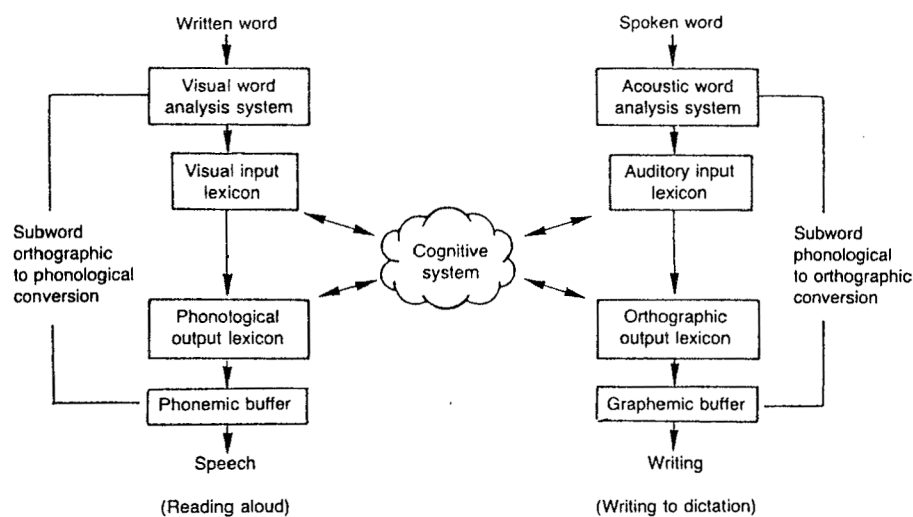 Written word
Visual word
analysis system
Visual input
lexicon
Subword
orthographic
to phonological
conversion
Phonological
output lexicon
Phonemic buffer
Speech
(Reading aloud)
Cognitive
system
Spoken word
Acoustic word
analysis system
Auditory input
lexicon
Subword
phonological
to orthographic
conversion
Orthographic
output lexicon
Graphemic buffer
Writing
(Writing to dictation)